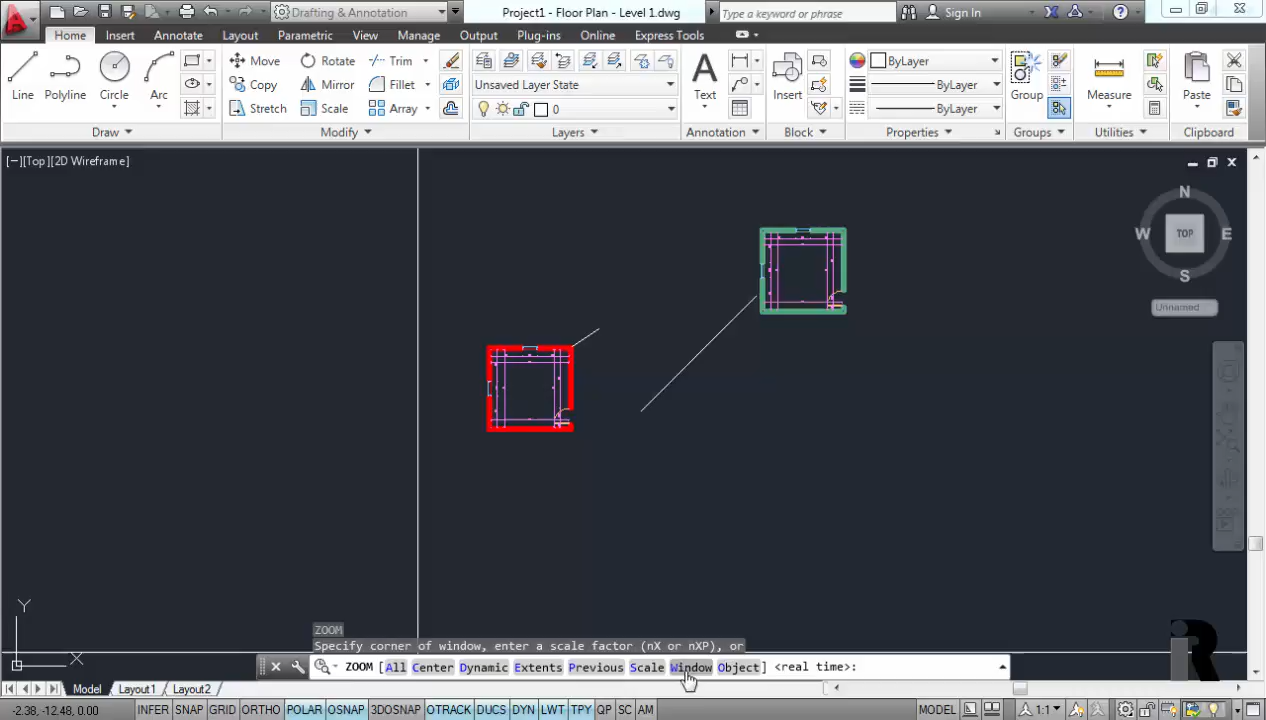 Drafting & Annotation
Project1 - Floor Plan - Level 1.dwg
Type a keyword or phrase
Sign In
Home Insert Annotate Layout Parametric View Manage Output Plug-ins Online Express Tools
Move Rotate Trim
Unsaved Layer State
ByLayer
Line Polyline Circle Arc
Copy Mirror Fillet
Text
Insert
ByLayer
Group
Measure
Paste
Stretch Scale Array
0
ByLayer
Draw Modify Layers Annotation Block Properties Groups Utilities Clipboard
[−][Top][2D Wireframe]
N
W TOP E
S
Unnamed
Y
X
ZOOM
Specify corner of window, enter a scale factor (nX or nXP), or
ZOOM [All Center Dynamic Extents Previous Scale Window Object] <real time>:
iR
Model Layout1 Layout2
-2.38, -12.48, 0.00 INFER SNAP GRID ORTHO POLAR OSNAP 3DOSNAP OTRACK DUCS DYN LWT TPY QP SC AM MODEL 1:1